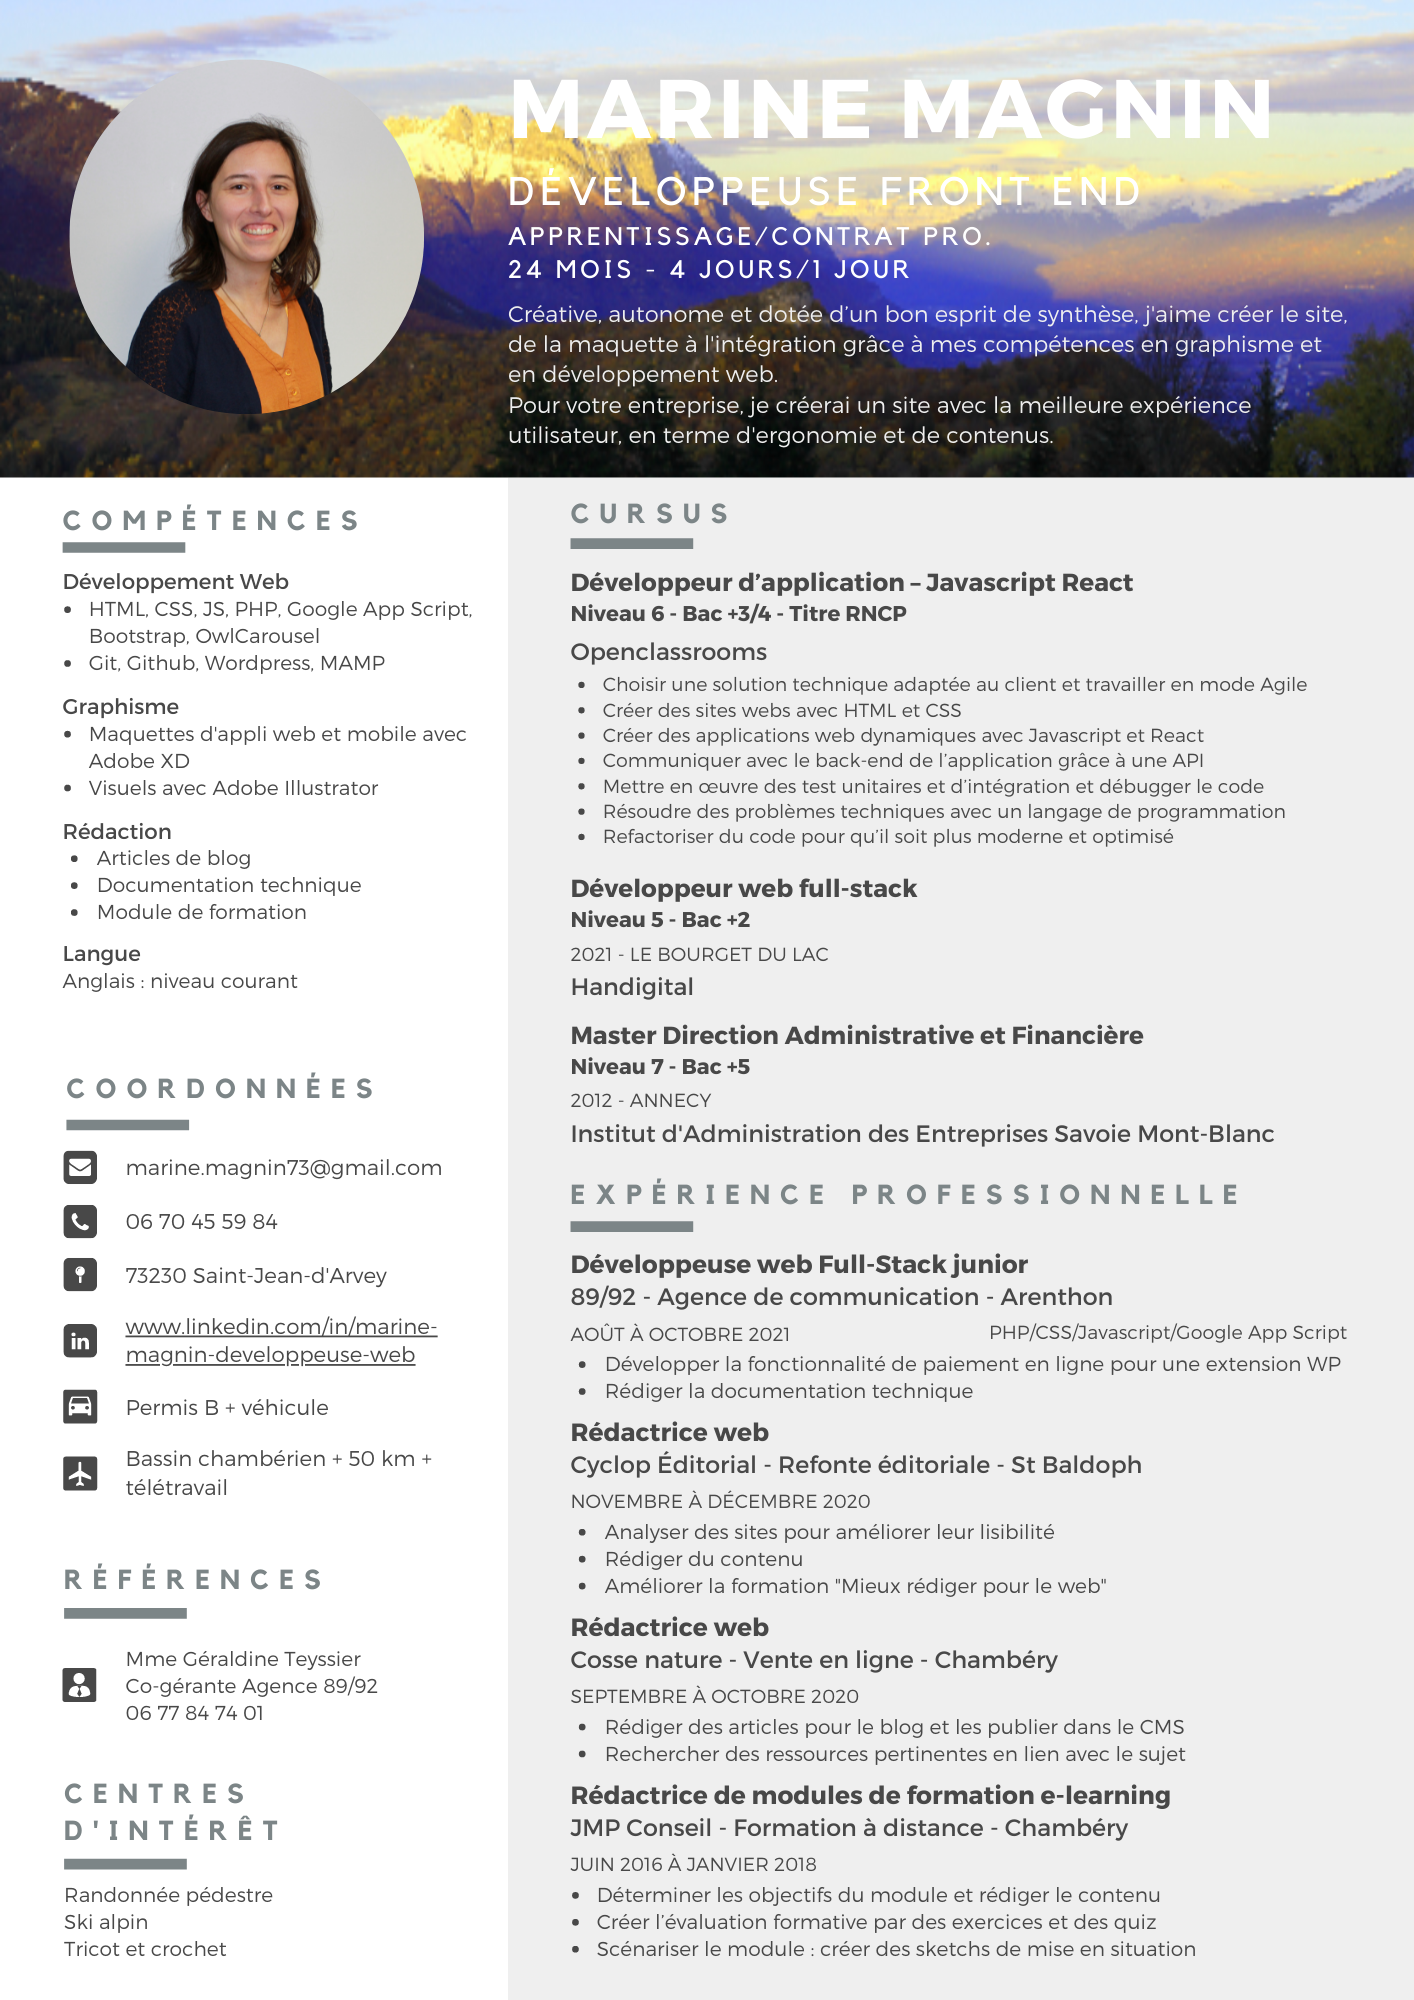 MARINE MAGNIN
DÉVELOPPEUSE FRONT END
APPRENTISSAGE/CONTRAT PRO.
24 MOIS - 4 JOURS/1 JOUR
Créative, autonome et dotée d’un bon esprit de synthèse, j'aime créer le site,
de la maquette à l'intégration grâce à mes compétences en graphisme et
en développement web.
Pour votre entreprise, je créerai un site avec la meilleure expérience
utilisateur, en terme d'ergonomie et de contenus.
COMPÉTENCES
Développement Web
• HTML, CSS, JS, PHP, Google App Script,
Bootstrap, OwlCarousel
• Git, Github, Wordpress, MAMP
Graphisme
• Maquettes d'appli web et mobile avec
Adobe XD
• Visuels avec Adobe Illustrator
Rédaction
• Articles de blog
• Documentation technique
• Module de formation
Langue
Anglais : niveau courant
COORDONNÉES
marine.magnin73@gmail.com
06 70 45 59 84
73230 Saint-Jean-d'Arvey
in
www.linkedin.com/in/marine-
magnin-developpeuse-web
Permis B + véhicule
Bassin chambérien + 50 km +
télétravail
RÉFÉRENCES
Mme Géraldine Teyssier
Co-gérante Agence 89/92
06 77 84 74 01
CENTRES
D'INTÉRÊT
Randonnée pédestre
Ski alpin
Tricot et crochet
CURSUS
Développeur d’application – Javascript React
Niveau 6 - Bac +3/4 - Titre RNCP
Openclassrooms
• Choisir une solution technique adaptée au client et travailler en mode Agile
• Créer des sites webs avec HTML et CSS
• Créer des applications web dynamiques avec Javascript et React
• Communiquer avec le back-end de l’application grâce à une API
• Mettre en œuvre des test unitaires et d’intégration et débugger le code
• Résoudre des problèmes techniques avec un langage de programmation
• Refactoriser du code pour qu’il soit plus moderne et optimisé
Développeur web full-stack
Niveau 5 - Bac +2
2021 - LE BOURGET DU LAC
Handigital
Master Direction Administrative et Financière
Niveau 7 - Bac +5
2012 - ANNECY
Institut d'Administration des Entreprises Savoie Mont-Blanc
EXPÉRIENCE PROFESSIONNELLE
Développeuse web Full-Stack junior
89/92 - Agence de communication - Arenthon
AOÛT À OCTOBRE 2021 PHP/CSS/Javascript/Google App Script
• Développer la fonctionnalité de paiement en ligne pour une extension WP
• Rédiger la documentation technique
Rédactrice web
Cyclop Éditorial - Refonte éditoriale - St Baldoph
NOVEMBRE À DÉCEMBRE 2020
• Analyser des sites pour améliorer leur lisibilité
• Rédiger du contenu
• Améliorer la formation "Mieux rédiger pour le web"
Rédactrice web
Cosse nature - Vente en ligne - Chambéry
SEPTEMBRE À OCTOBRE 2020
• Rédiger des articles pour le blog et les publier dans le CMS
• Rechercher des ressources pertinentes en lien avec le sujet
Rédactrice de modules de formation e-learning
JMP Conseil - Formation à distance - Chambéry
JUIN 2016 À JANVIER 2018
• Déterminer les objectifs du module et rédiger le contenu
• Créer l’évaluation formative par des exercices et des quiz
• Scénariser le module : créer des sketchs de mise en situation